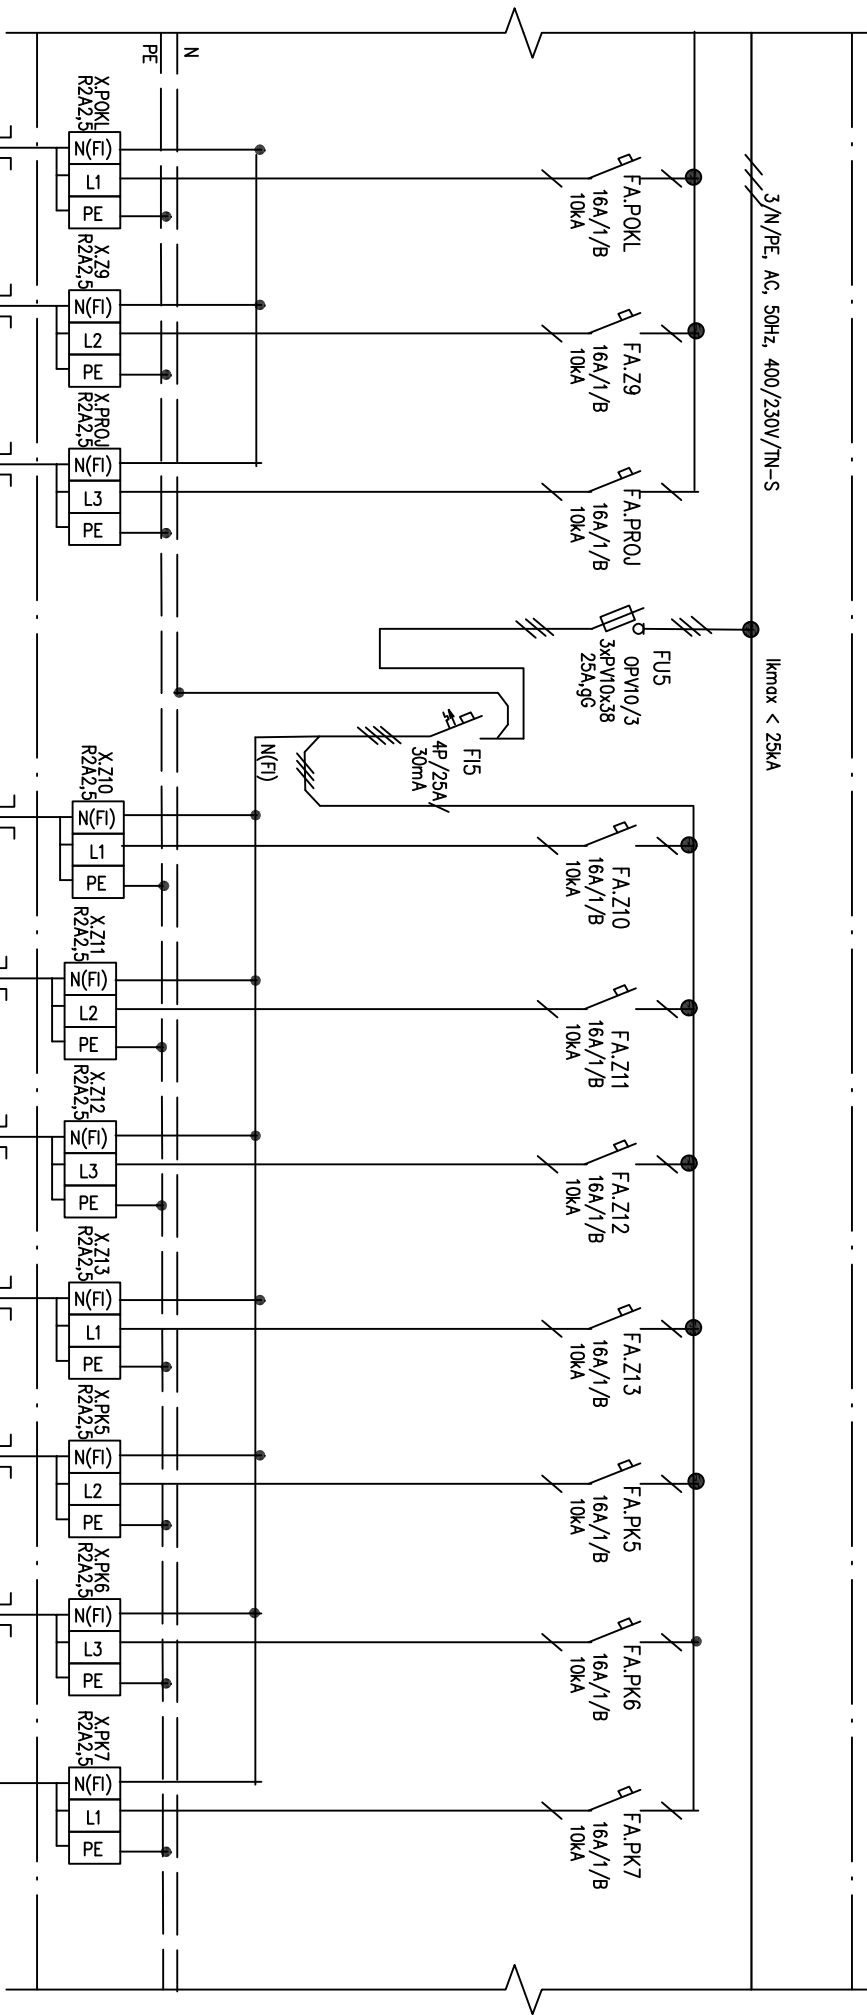 N
PE
3/N/PE, AC, 50Hz, 400/230V/TN-S
Ikmax < 25kA
FA.POKL
16A/1/B
10kA
X.POKL
R2A2,5
N(FI)
L1
PE
FA.Z9
16A/1/B
10kA
X.Z9
R2A2,5
N(FI)
L2
PE
FA.PROJ
16A/1/B
10kA
X.PROJ
R2A2,5
N(FI)
L3
PE
FU5
OPV10/3
3xPV10x38
25A,gG
FI5
4P/25A
30mA
N(FI)
FA.Z10
16A/1/B
10kA
X.Z10
R2A2,5
N(FI)
L1
PE
FA.Z11
16A/1/B
10kA
X.Z11
R2A2,5
N(FI)
L2
PE
FA.Z12
16A/1/B
10kA
X.Z12
R2A2,5
N(FI)
L3
PE
FA.Z13
16A/1/B
10kA
X.Z13
R2A2,5
N(FI)
L1
PE
FA.PK5
16A/1/B
10kA
X.PK5
R2A2,5
N(FI)
L2
PE
FA.PK6
16A/1/B
10kA
X.PK6
R2A2,5
N(FI)
L3
PE
FA.PK7
16A/1/B
10kA
X.PK7
R2A2,5
N(FI)
L1
PE